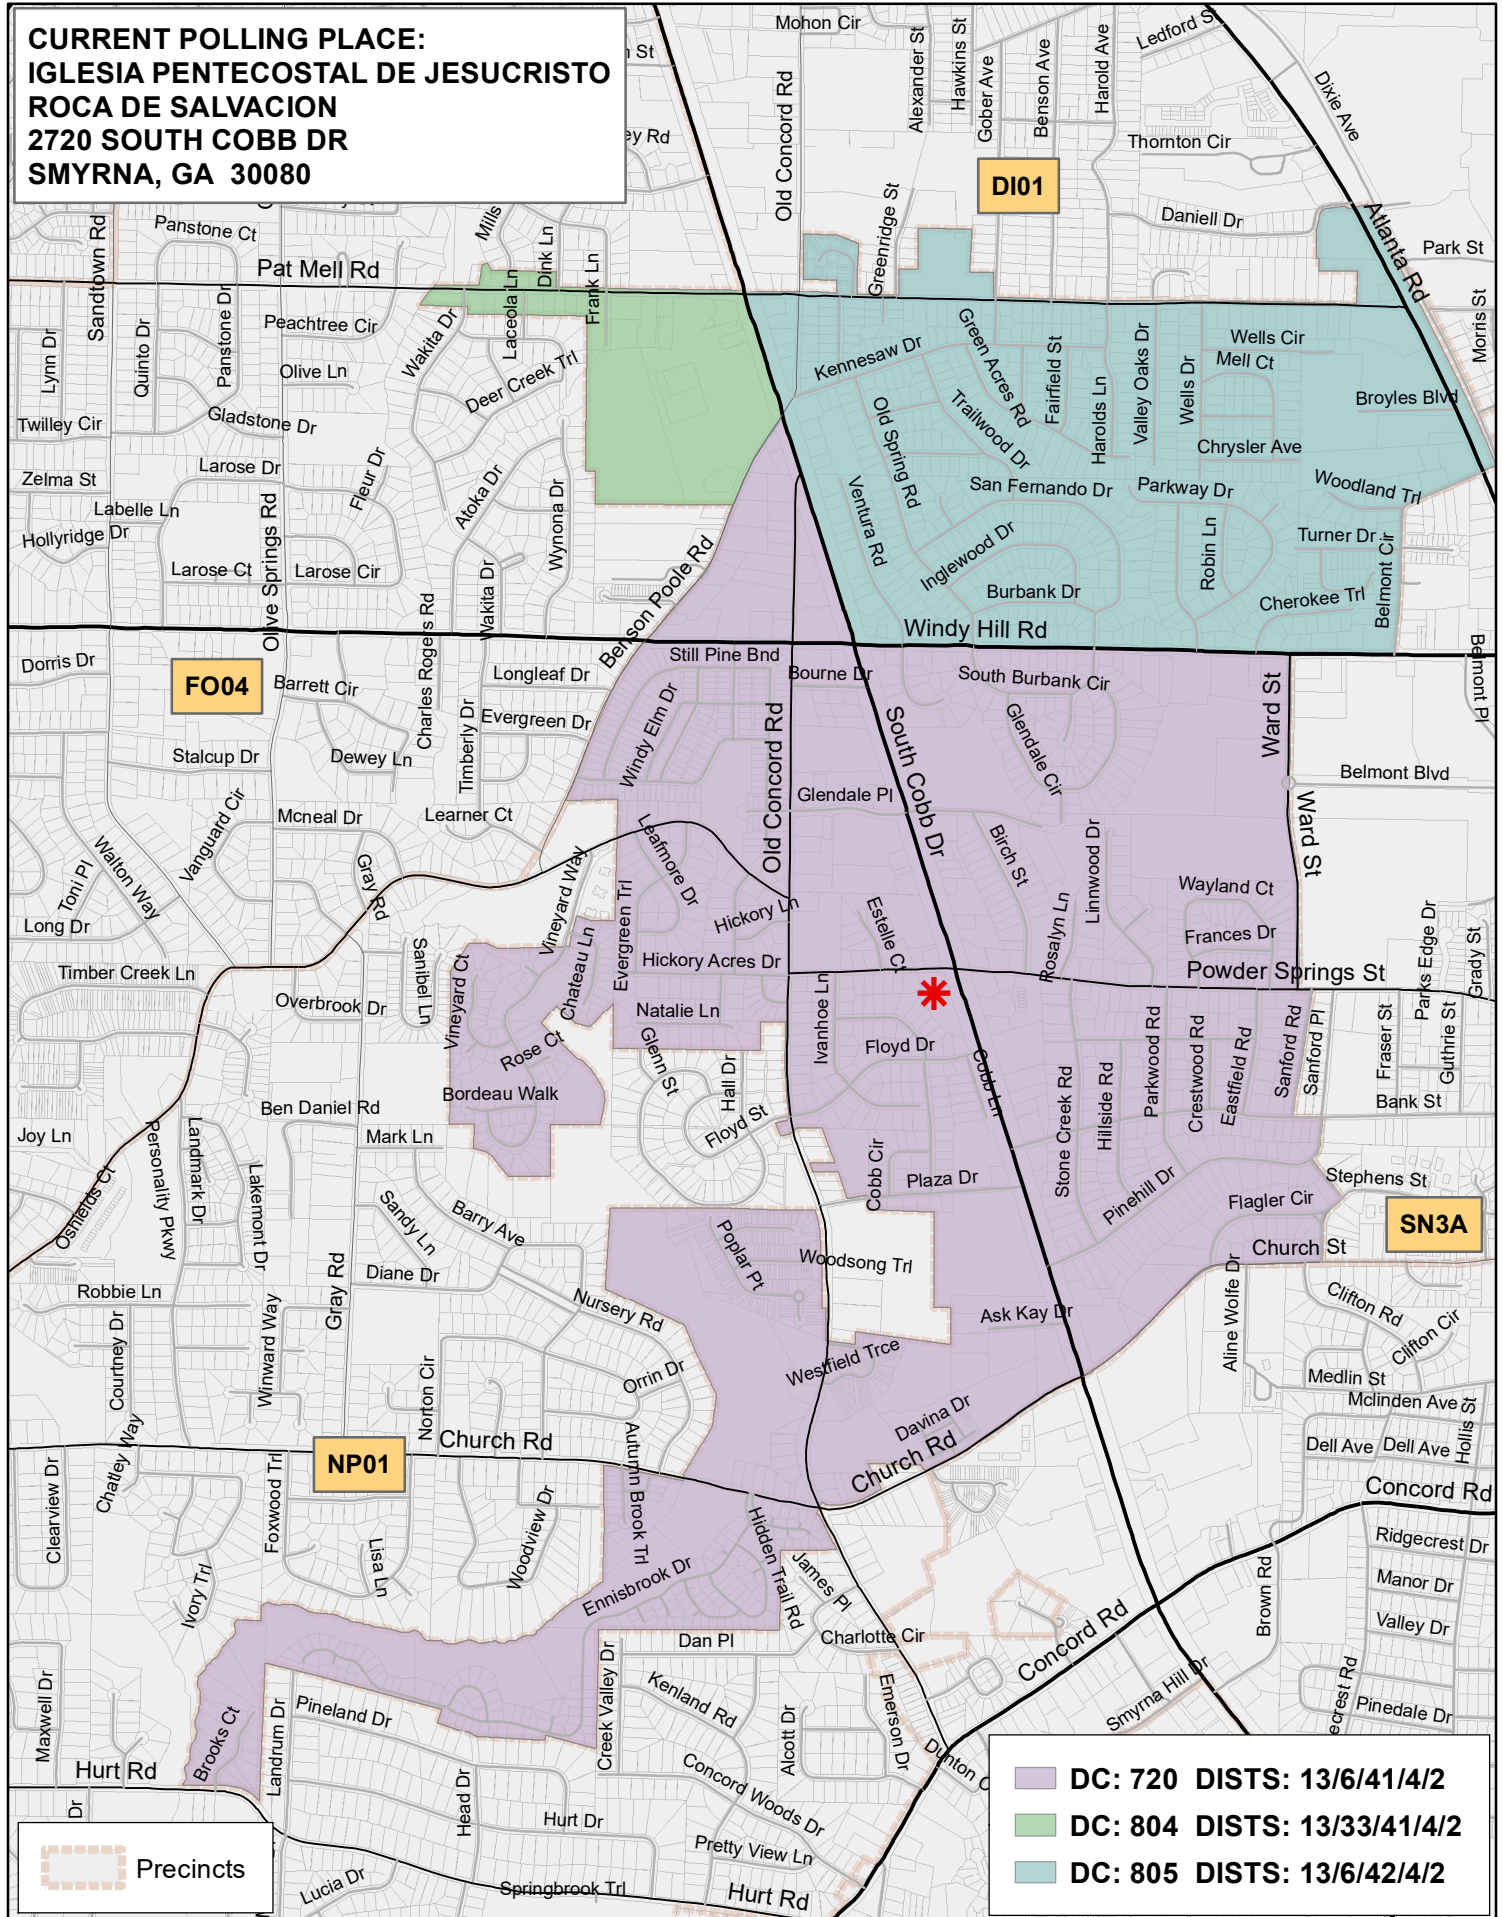 CURRENT POLLING PLACE:
IGLESIA PENTECOSTAL DE JESUCRISTO
ROCA DE SALVACION
2720 SOUTH COBB DR
SMYRNA, GA 30080
Mohon Cir
Old Concord Rd
Alexander St
Hawkins St
Gober Ave
Benson Ave
Harold Ave
Ledford S
Dixie Ave
Thornton Cir
DI01
Daniell Dr
Atlanta Rd
Park St
Morris St
Greenridge St
Sandtown Rd
Panstone Ct
Mills
Dink Ln
Frank Ln
Pat Mell Rd
Laceola Ln
Panstone Dr
Peachtree Cir
Wakita Dr
Lynn Dr
Quinto Dr
Olive Ln
Deer Creek Trl
Kennesaw Dr
Green Acres Rd
Fairfield St
Harolds Ln
Valley Oaks Dr
Wells Dr
Wells Cir
Mell Ct
Broyles Blvd
Twilley Cir
Gladstone Dr
Old Spring Rd
Trailwood Dr
Chrysler Ave
Zelma St
Larose Dr
Fleur Dr
Atoka Dr
Wynona Dr
Ventura Rd
San Fernando Dr
Parkway Dr
Woodland Trl
Labelle Ln
Hollyridge Dr
Olive Springs Rd
Inglewood Dr
Robin Ln
Turner Dr
Belmont Cir
Larose Ct
Larose Cir
Wakita Dr
Benson Poole Rd
Burbank Dr
Cherokee Trl
Charles Rogers Rd
Windy Hill Rd
Dorris Dr
FO04
Barrett Cir
Longleaf Dr
Still Pine Bnd
Bourne Dr
South Burbank Cir
Ward St
Belmont Pl
Evergreen Dr
Windy Elm Dr
Old Concord Rd
South Cobb Dr
Glendale Cir
Stalcup Dr
Dewey Ln
Timberly Dr
Belmont Blvd
Vanguard Cir
Mcneal Dr
Learner Ct
Glendale Pl
Ward St
Toni Pl
Walton Way
Gray Rd
Vineyard Way
Leafmore Dr
Birch St
Linnwood Dr
Wayland Ct
Long Dr
Evergreen Trl
Hickory Ln
Estelle Ct
Rosalyn Ln
Frances Dr
Parks Edge Dr
Grady St
Timber Creek Ln
Sanibel Ln
Vineyard Ct
Chateau Ln
Hickory Acres Dr
Powder Springs St
Overbrook Dr
Natalie Ln
Ivanhoe Ln
Rose Ct
Glenn St
Hall Dr
Floyd Dr
Cobb Ln
Stone Creek Rd
Hillside Rd
Parkwood Rd
Crestwood Rd
Eastfield Rd
Sanford Rd
Sanford Pl
Fraser St
Guthrie St
Bordeau Walk
Ben Daniel Rd
Mark Ln
Floyd St
Bank St
Joy Ln
Personality Pkwy
Landmark Dr
Lakemont Dr
Sandy Ln
Barry Ave
Cobb Cir
Plaza Dr
Pinehill Dr
Flagler Cir
Stephens St
SN3A
Oshields Ct
Poplar Pt
Woodsong Trl
Church St
Robbie Ln
Gray Rd
Diane Dr
Nursery Rd
Ask Kay Dr
Aline Wolfe Dr
Clifton Rd
Clifton Cir
Courtney Dr
Winward Way
Norton Cir
Orrin Dr
Westfield Trce
Medlin St
Mclinden Ave
Hollis St
Chatley Way
Church Rd
Davina Dr
Church Rd
Dell Ave
Dell Ave
NP01
Clearview Dr
Foxwood Trl
Autumn Brook Trl
Concord Rd
Ivory Trl
Lisa Ln
Woodview Dr
Hidden Trail Rd
Ridgecrest Dr
Ennisbrook Dr
James Pl
Brown Rd
Manor Dr
Valley Dr
Dan Pl
Charlotte Cir
Concord Rd
Maxwell Dr
Brooks Ct
Landrum Dr
Pineland Dr
Creek Valley Dr
Kenland Rd
Alcott Dr
Emerson Dr
Smyrna Hill Dr
ecrest Rd
Pinedale Dr
Hurt Rd
Head Dr
Concord Woods Dr
Dunton
Dr
Hurt Dr
Pretty View Ln
Lucia Dr
Springbrook Trl
Hurt Rd
Precincts
DC: 720 DISTS: 13/6/41/4/2
DC: 804 DISTS: 13/33/41/4/2
DC: 805 DISTS: 13/6/42/4/2